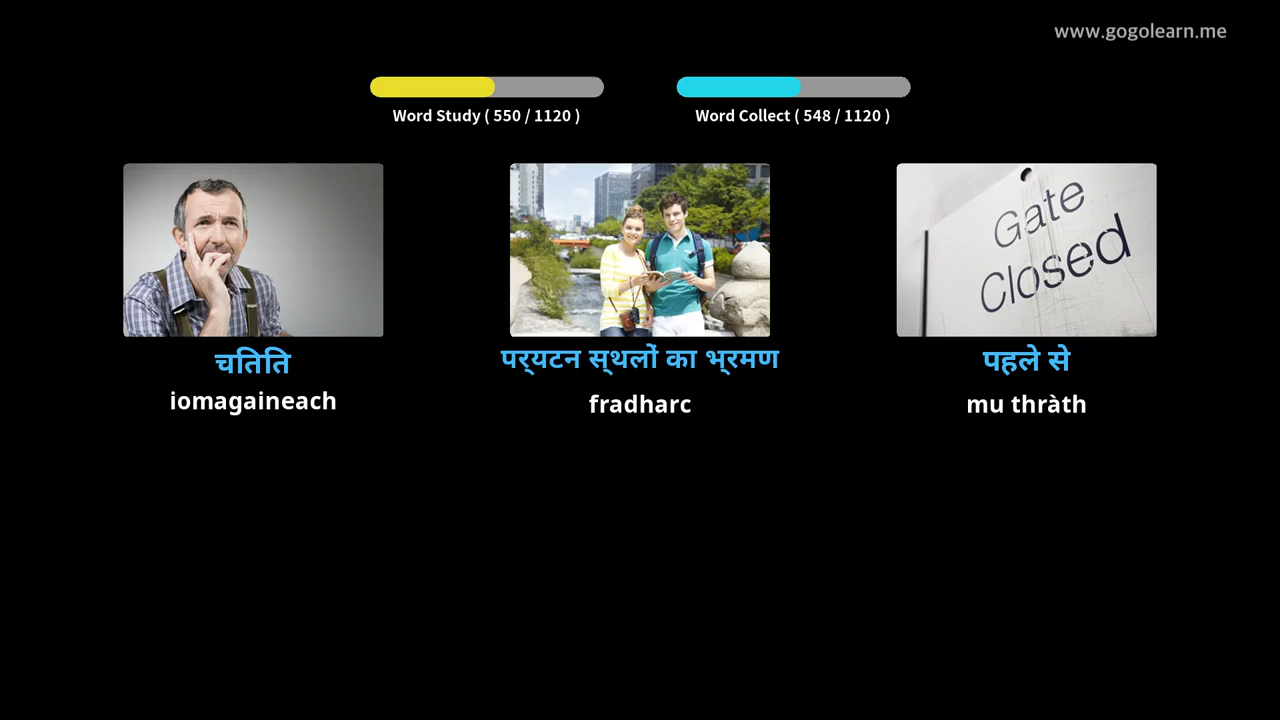 www.gogolearn.me
Word Study ( 550 / 1120 )
Word Collect ( 548 / 1120 )
Gate
Closed
चतिति
पर्‌यटन स्‌थलों का भ्‌रमण
पहले से
iomagaineach
fradharc
mu thràth